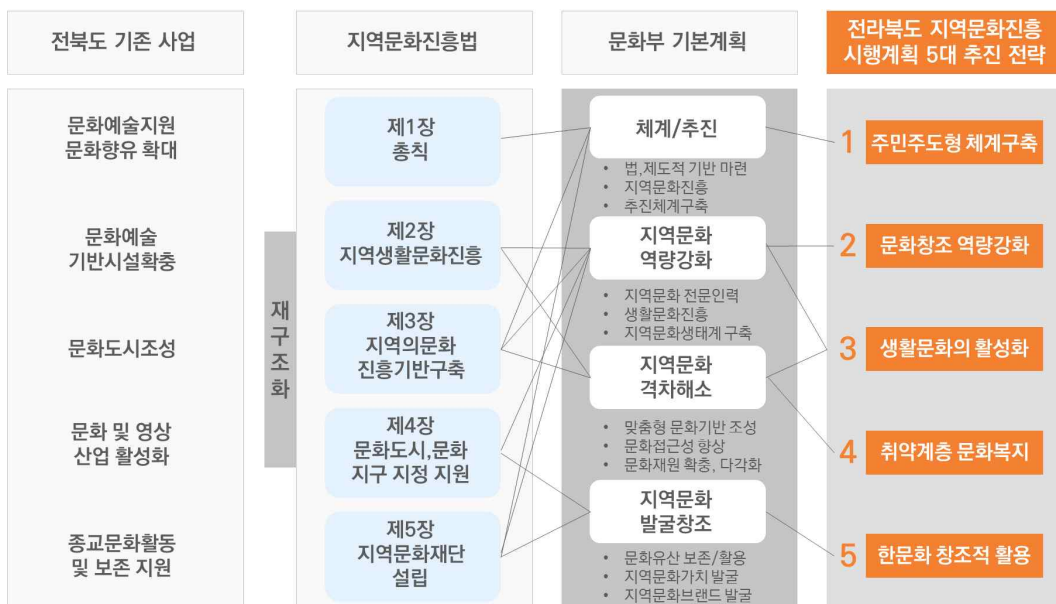 전북도 기존 사업
지역문화진흥법
문화부 기본계획
전라북도 지역문화진흥
시행계획 5대 추진 전략
문화예술지원
문화향유 확대
문화예술
기반시설확충
문화도시조성
문화 및 영상
산업 활성화
종교문화활동
및 보존 지원
재
구
조
화
제1장
총칙
제2장
지역생활문화진흥
제3장
지역의문화
진흥기반구축
제4장
문화도시,문화
지구 지정 지원
제5장
지역문화재단
설립
체계/추진
• 법,제도적 기반 마련
• 지역문화진흥
• 추진체계구축
지역문화
역량강화
• 지역문화 전문인력
• 생활문화진흥
• 지역문화생태계 구축
지역문화
격차해소
• 맞춤형 문화기반 조성
• 문화접근성 향상
• 문화재원 확충, 다각화
지역문화
발굴창조
• 문화유산 보존/활용
• 지역문화가치 발굴
• 지역문화브랜드 발굴
1 주민주도형 체계구축
2 문화창조 역량강화
3 생활문화의 활성화
4 취약계층 문화복지
5 한문화 창조적 활용